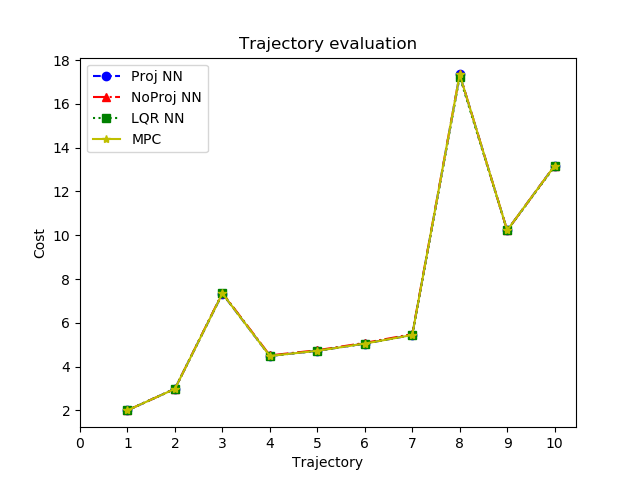 Trajectory evaluation
18
16
14
12
10
8
6
4
2
Cost
Proj NN
NoProj NN
LQR NN
MPC
0 1 2 3 4 5 6 7 8 9 10
Trajectory